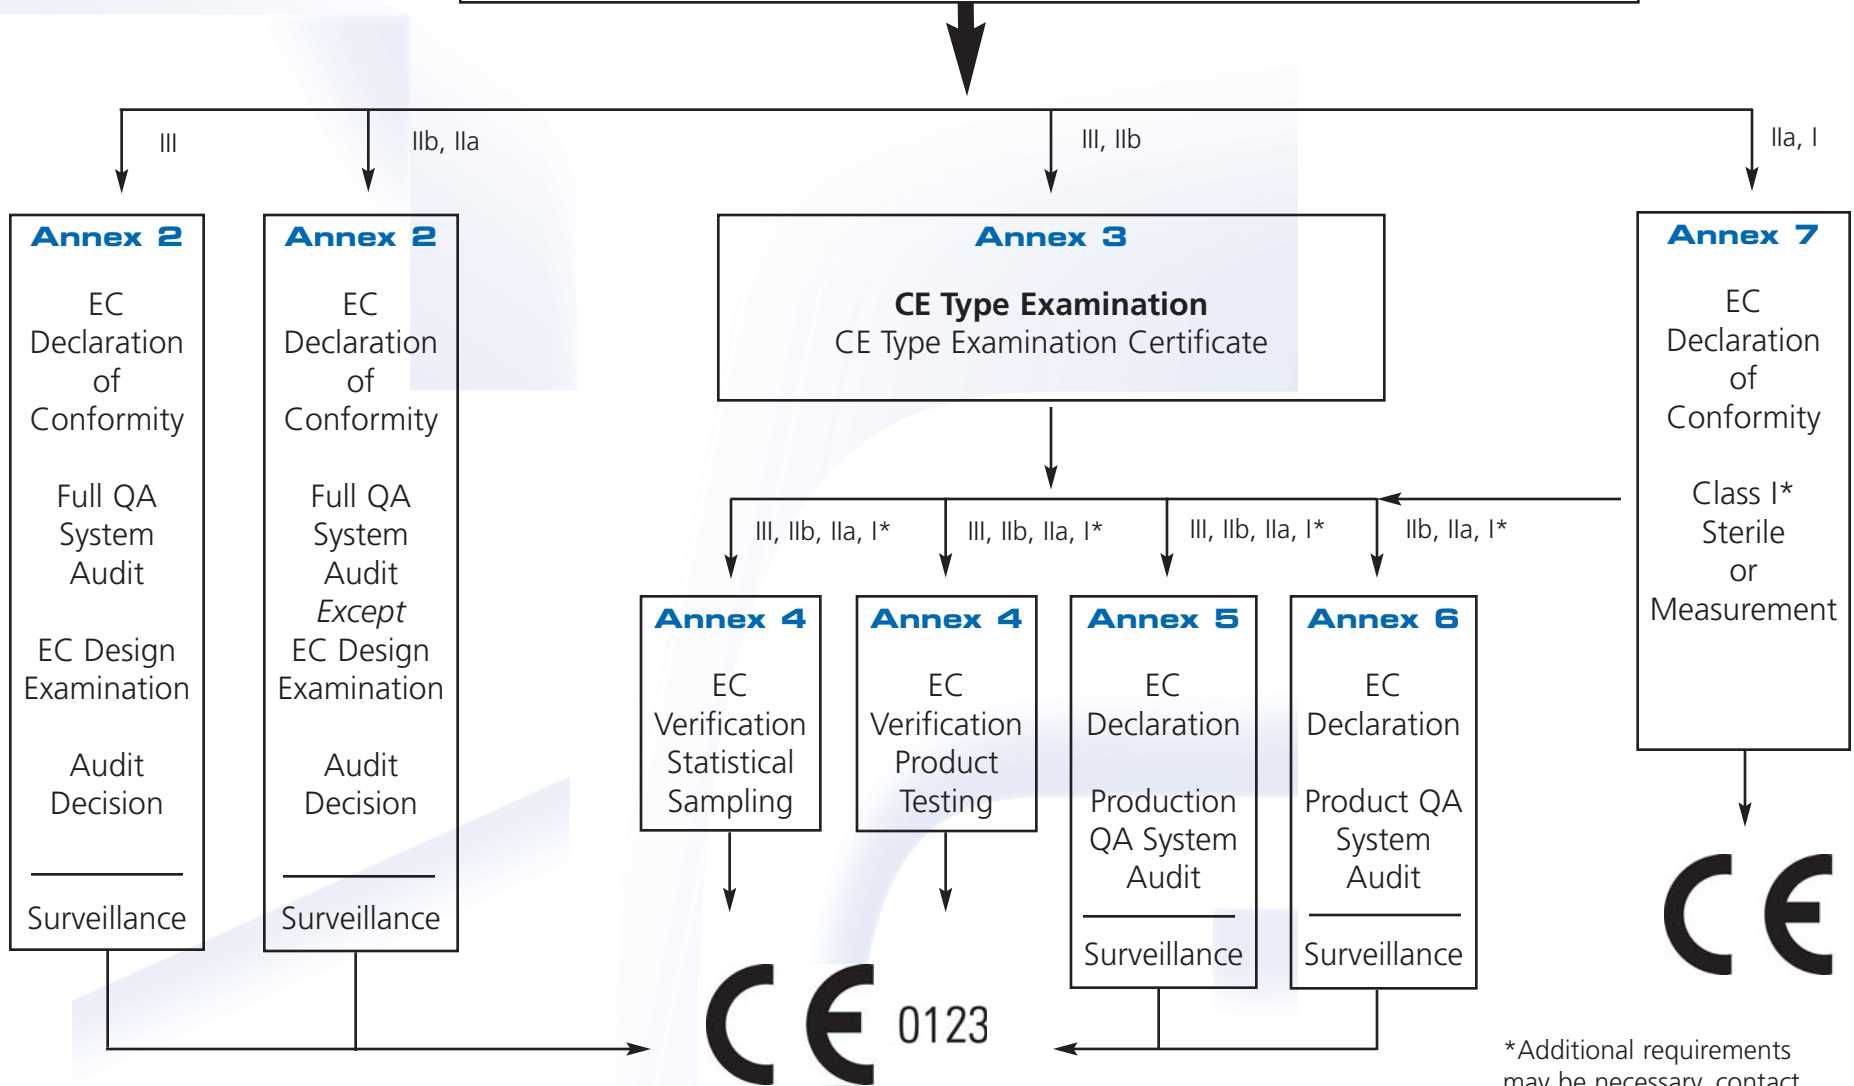 III
IIb, IIa
III, IIb
IIa, I
Annex 2
EC
Declaration
of
Conformity
Full QA
System
Audit
EC Design
Examination
Audit
Decision
Surveillance
Annex 2
EC
Declaration
of
Conformity
Full QA
System
Audit
Except
EC Design
Examination
Audit
Decision
Surveillance
Annex 3
CE Type Examination
CE Type Examination Certificate
III, IIb, IIa, I*
III, IIb, IIa, I*
III, IIb, IIa, I*
IIb, IIa, I*
Annex 4
EC
Verification
Statistical
Sampling
Annex 4
EC
Verification
Product
Testing
Annex 5
EC
Declaration
Production
QA System
Audit
Surveillance
Annex 6
EC
Declaration
Product QA
System
Audit
Surveillance
Annex 7
EC
Declaration
of
Conformity
Class I*
Sterile
or
Measurement
CE 0123
CE
*Additional requirements
may be necessary, contact